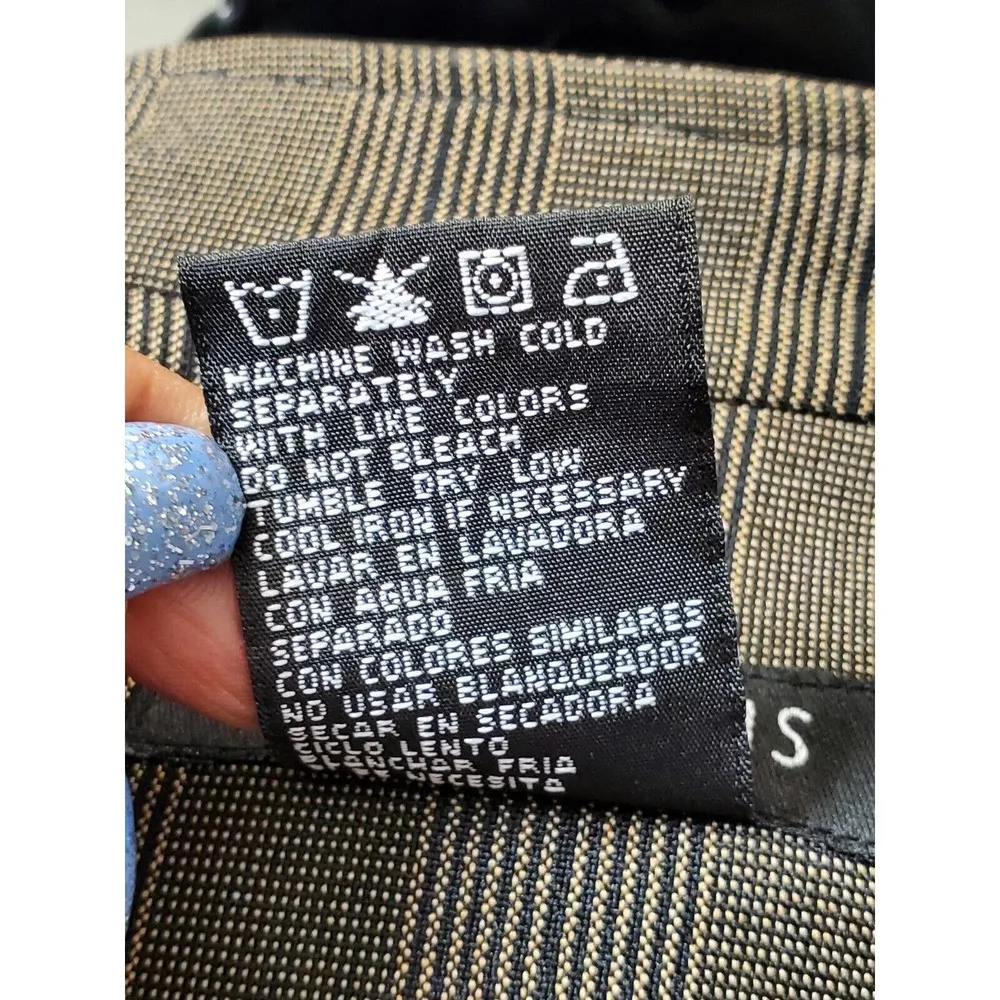 MACHINE WASH COLD
SEPARATELY
WITH LIKE COLORS
DO NOT BLEACH
TUMBLE DRY LOW
COOL IRON IF NECESSARY
LAVAR EN LAVADORA
CON AGUA FRIA
SEPARADO
CON COLORES SIMILARES
NO USAR BLANQUEADOR
SECAR EN SECADORA
CICLO LENTO
PLANCHAR FRIA
NECESITA
S